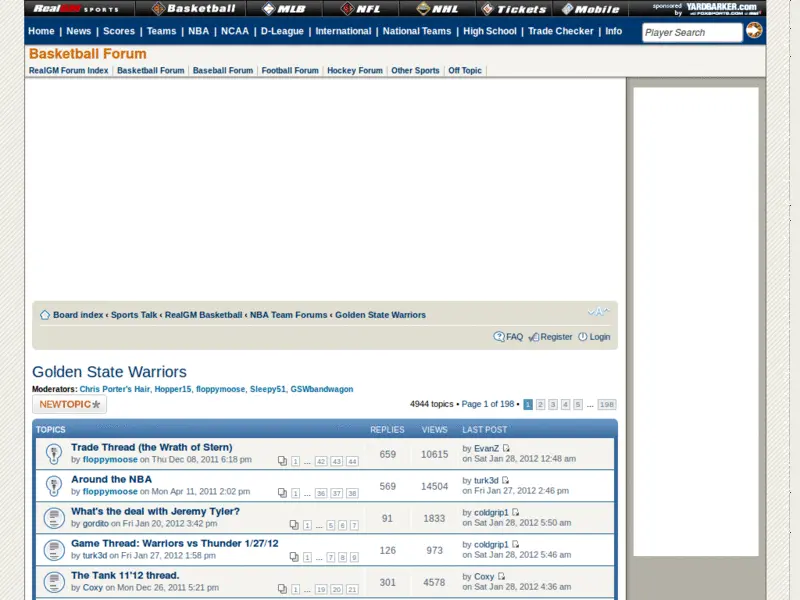 RealGM SPORTS Basketball MLB NFL NHL Tickets Mobile sponsored by YARDBARKER.com
Home | News | Scores | Teams | NBA | NCAA | D-League | International | National Teams | High School | Trade Checker | Info Player Search
Basketball Forum
RealGM Forum Index Basketball Forum Baseball Forum Football Forum Hockey Forum Other Sports Off Topic
Board index ‹ Sports Talk ‹ RealGM Basketball ‹ NBA Team Forums ‹ Golden State Warriors
FAQ Register Login
Golden State Warriors
Moderators: Chris Porter's Hair, Hopper15, floppymoose, Sleepy51, GSWbandwagon
NEWTOPIC* 4944 topics • Page 1 of 198 • 1 2 3 4 5 ... 198
TOPICS REPLIES VIEWS LAST POST
Trade Thread (the Wrath of Stern)
by floppymoose on Thu Dec 08, 2011 6:18 pm 1 ... 42 43 44 659 10615 by EvanZ
on Sat Jan 28, 2012 12:48 am
Around the NBA
by floppymoose on Mon Apr 11, 2011 2:02 pm 1 ... 36 37 38 569 14504 by turk3d
on Fri Jan 27, 2012 2:46 pm
What's the deal with Jeremy Tyler?
by gordito on Fri Jan 20, 2012 3:42 pm 1 ... 5 6 7 91 1833 by coldgrip1
on Sat Jan 28, 2012 5:50 am
Game Thread: Warriors vs Thunder 1/27/12
by turk3d on Fri Jan 27, 2012 1:58 pm 1 ... 7 8 9 126 973 by coldgrip1
on Sat Jan 28, 2012 5:46 am
The Tank 11'12 thread.
by Coxy on Mon Dec 26, 2011 5:21 pm 1 ... 19 20 21 301 4578 by Coxy
on Sat Jan 28, 2012 4:36 am